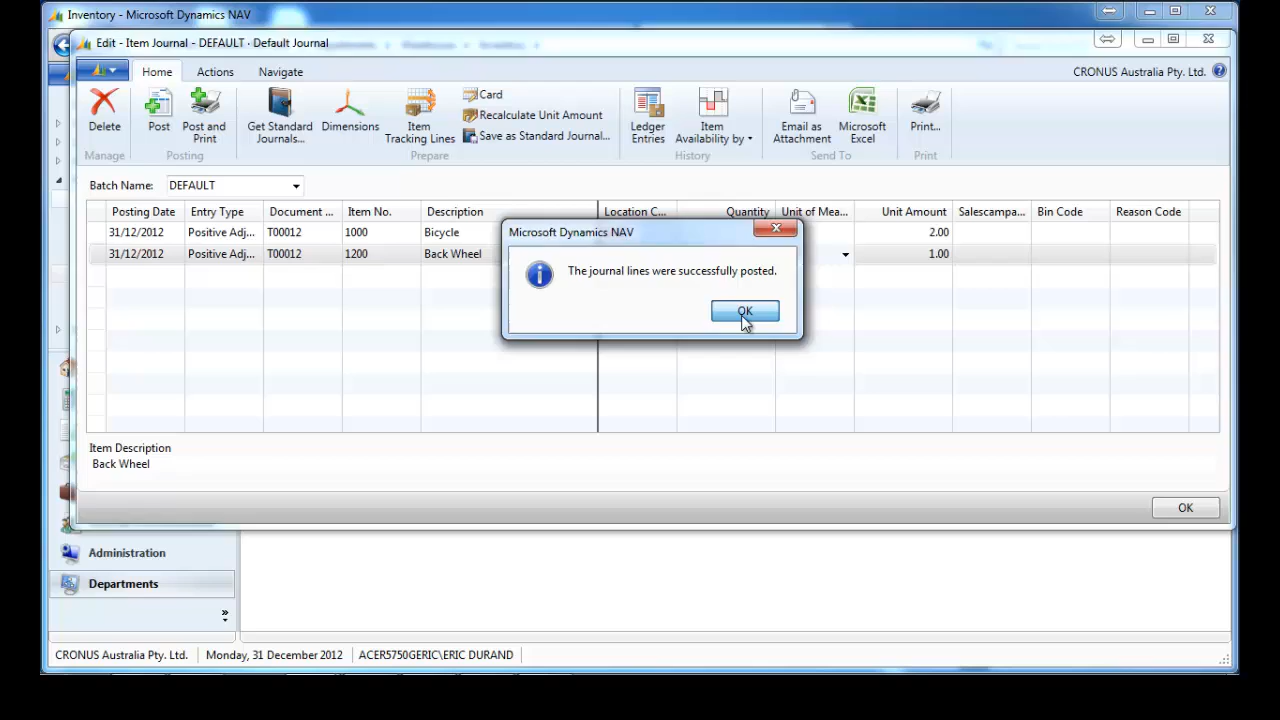 Inventory - Microsoft Dynamics NAV
Edit - Item Journal - DEFAULT · Default Journal
Home Actions Navigate CRONUS Australia Pty. Ltd.
Delete
Post
Post and Print
Get Standard Journals...
Dimensions
Item Tracking Lines
Card
Recalculate Unit Amount
Save as Standard Journal...
Ledger Entries
Item Availability by
Email as Attachment
Microsoft Excel
Print...
Manage Posting Prepare History Send To Print
Batch Name: DEFAULT
Posting Date Entry Type Document ... Item No. Description Location C... Quantity Unit of Mea... Unit Amount Salescampa... Bin Code Reason Code
31/12/2012 Positive Adj... T00012 1000 Bicycle 2.00
31/12/2012 Positive Adj... T00012 1200 Back Wheel 1.00
Microsoft Dynamics NAV
The journal lines were successfully posted.
OK
Item Description
Back Wheel
OK
Administration
Departments
CRONUS Australia Pty. Ltd. Monday, 31 December 2012 ACER5750GERIC\ERIC DURAND